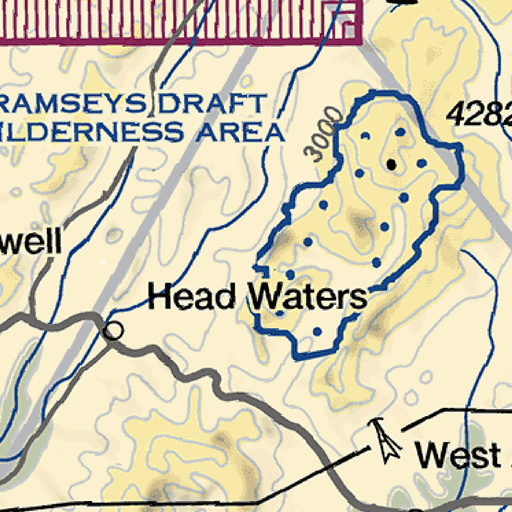 RAMSEYS DRAFT
ILDERNESS AREA
3000
4282
well
Head Waters
West